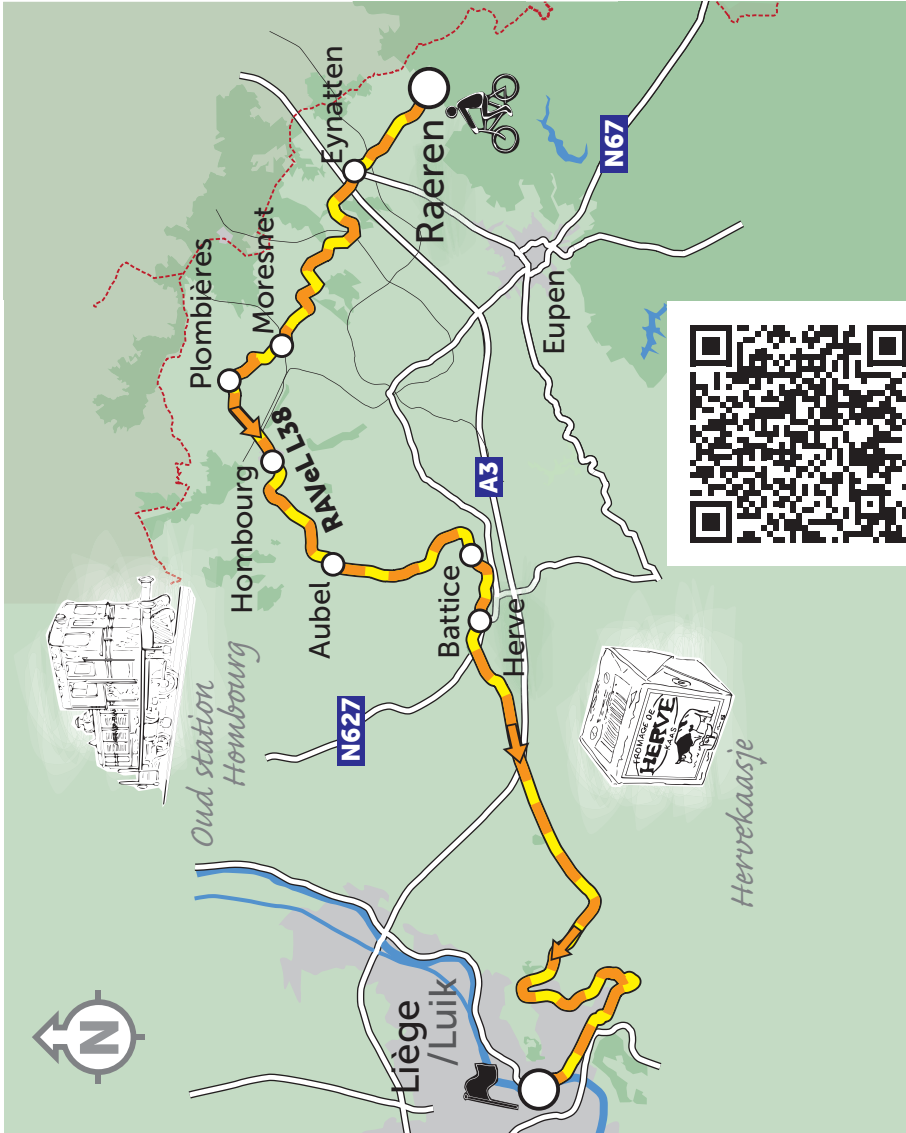 Eynatten
Raeren
N67
Moresnet
Plombières
Eupen
RAVeL L38
Hombourg
A3
Aubel
Battice
Herve
Oud station
Hombourg
N627
FROMAGE DE
HERVE
KAAS
Hervekaasje
Liège
/Luik
N